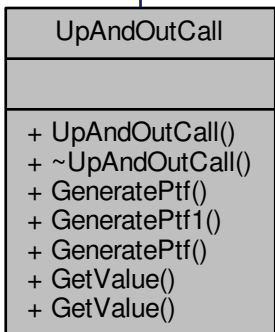 UpAndOutCall
+ UpAndOutCall()
+ ~UpAndOutCall()
+ GeneratePtf()
+ GeneratePtf1()
+ GeneratePtf()
+ GetValue()
+ GetValue()